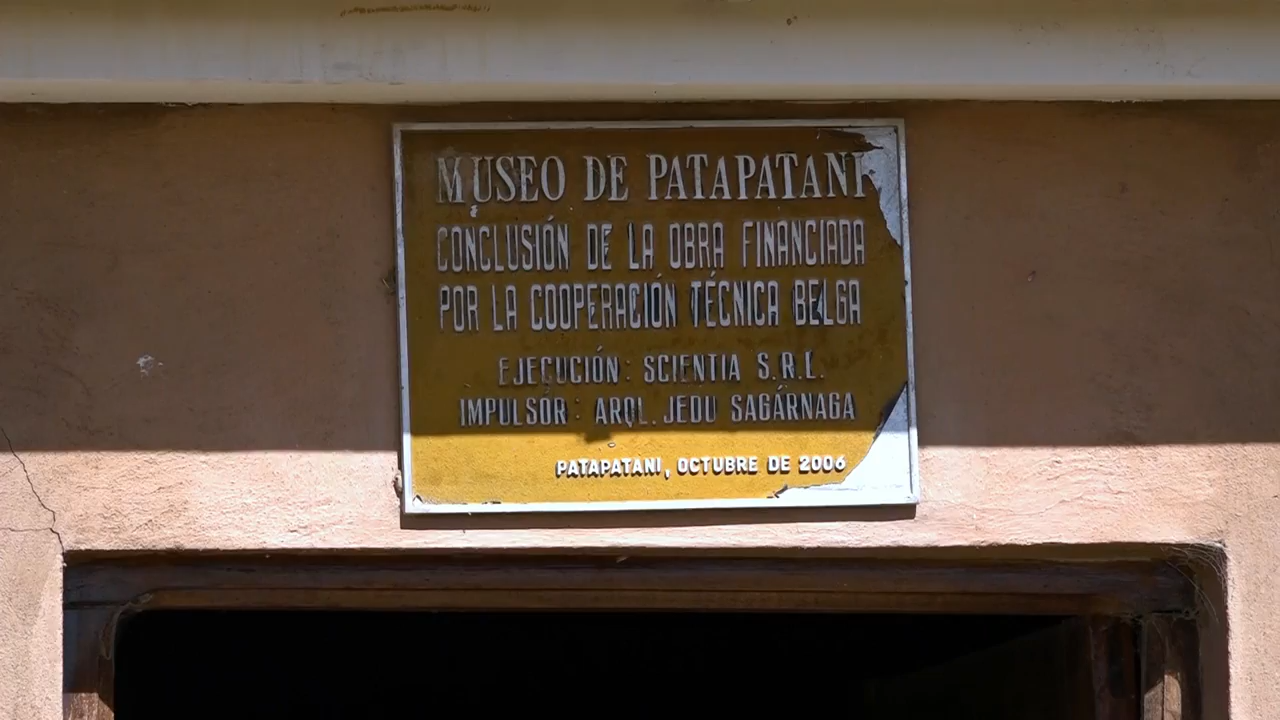 MUSEO DE PATAPATANI
CONCLUSIÓN DE LA OBRA FINANCIADA
POR LA COOPERACIÓN TÉCNICA BELGA
EJECUCIÓN: SCIENTIA S.R.L.
IMPULSOR: ARQL. JEDU SAGÁRNAGA
PATAPATANI, OCTUBRE DE 2006